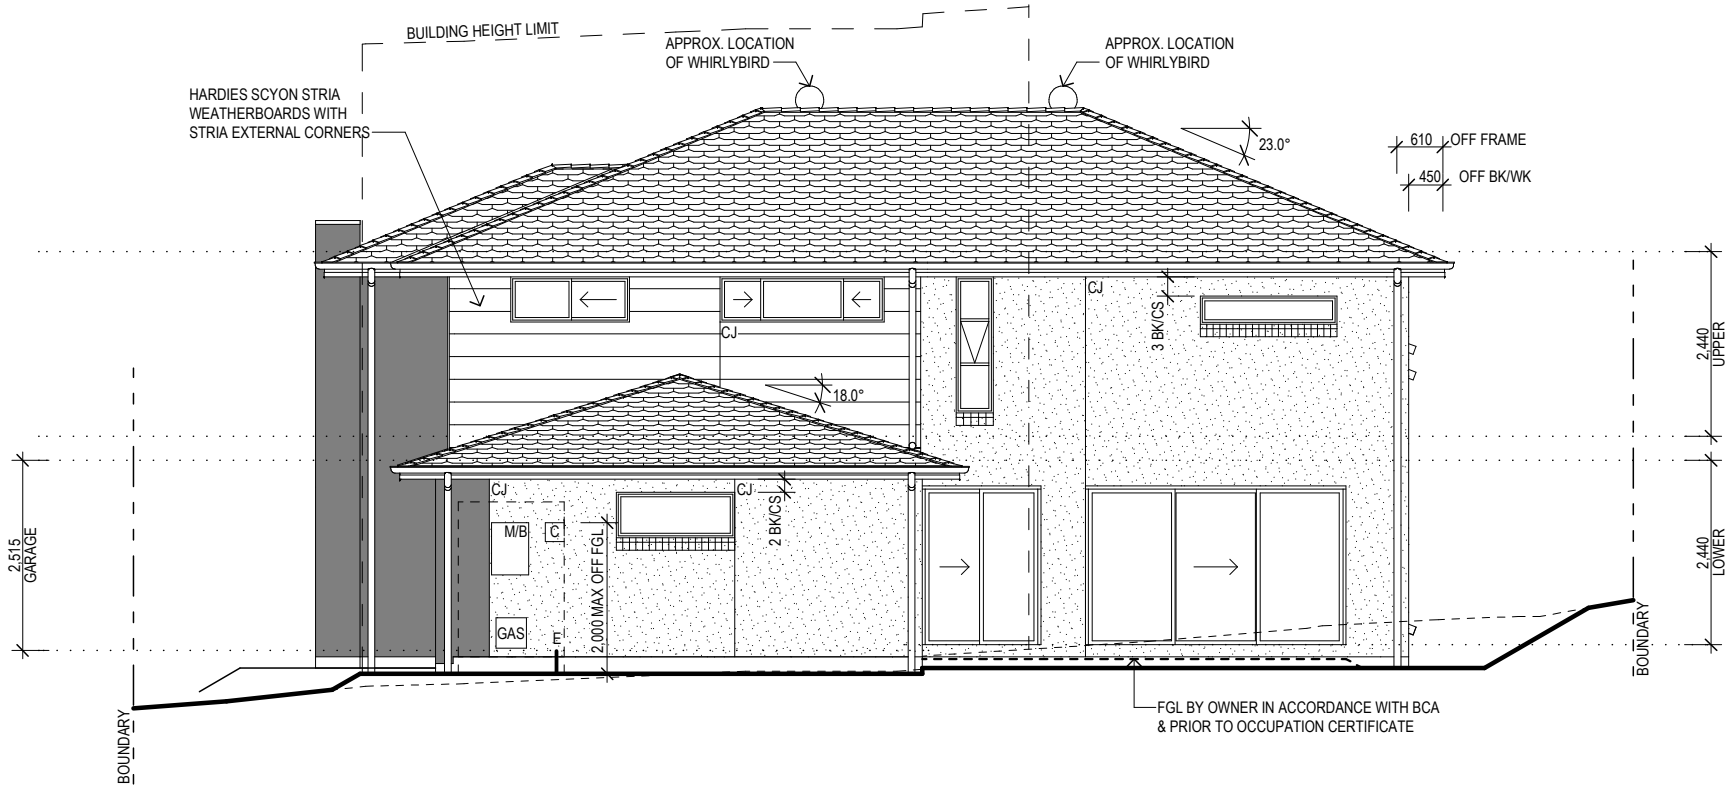 BUILDING HEIGHT LIMIT
APPROX. LOCATION
OF WHIRLYBIRD
APPROX. LOCATION
OF WHIRLYBIRD
HARDIES SCYON STRIA
WEATHERBOARDS WITH
STRIA EXTERNAL CORNERS
23.0°
610 OFF FRAME
450 OFF BK/WK
CJ
CJ
3 BK/CS
2,440
UPPER
18.0°
2,515
GARAGE
CJ
CJ
M/B
C
2 BK/CS
2,000 MAX OFF FGL
GAS
E
2,440
LOWER
BOUNDARY
BOUNDARY
FGL BY OWNER IN ACCORDANCE WITH BCA
& PRIOR TO OCCUPATION CERTIFICATE